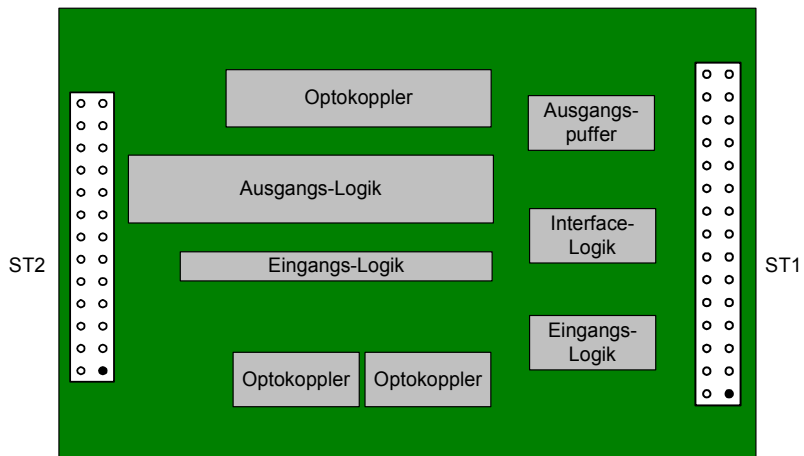 Optokoppler
Ausgangs-
puffer
Ausgangs-Logik
Interface-
Logik
ST2
Eingangs-Logik
ST1
Eingangs-
Logik
Optokoppler
Optokoppler